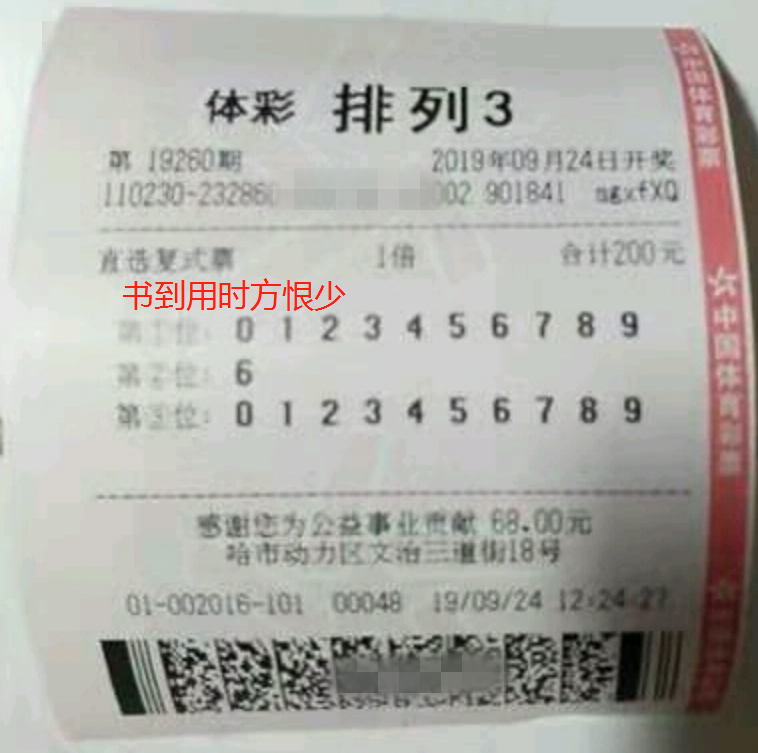 体彩 排列3
第 19260期 2019年09月24日开奖
110230-232860 002 901841 mgxfXQ
直选复式票 1倍 合计200元
书到用时方恨少
第1位: 0 1 2 3 4 5 6 7 8 9
第2位: 6
第3位: 0 1 2 3 4 5 6 7 8 9
感谢您为公益事业贡献 68.00元
哈市动力区文治三道街18号
01-002016-101 00048 19/09/24 12:24:27
中国体育彩票
中国体育彩票